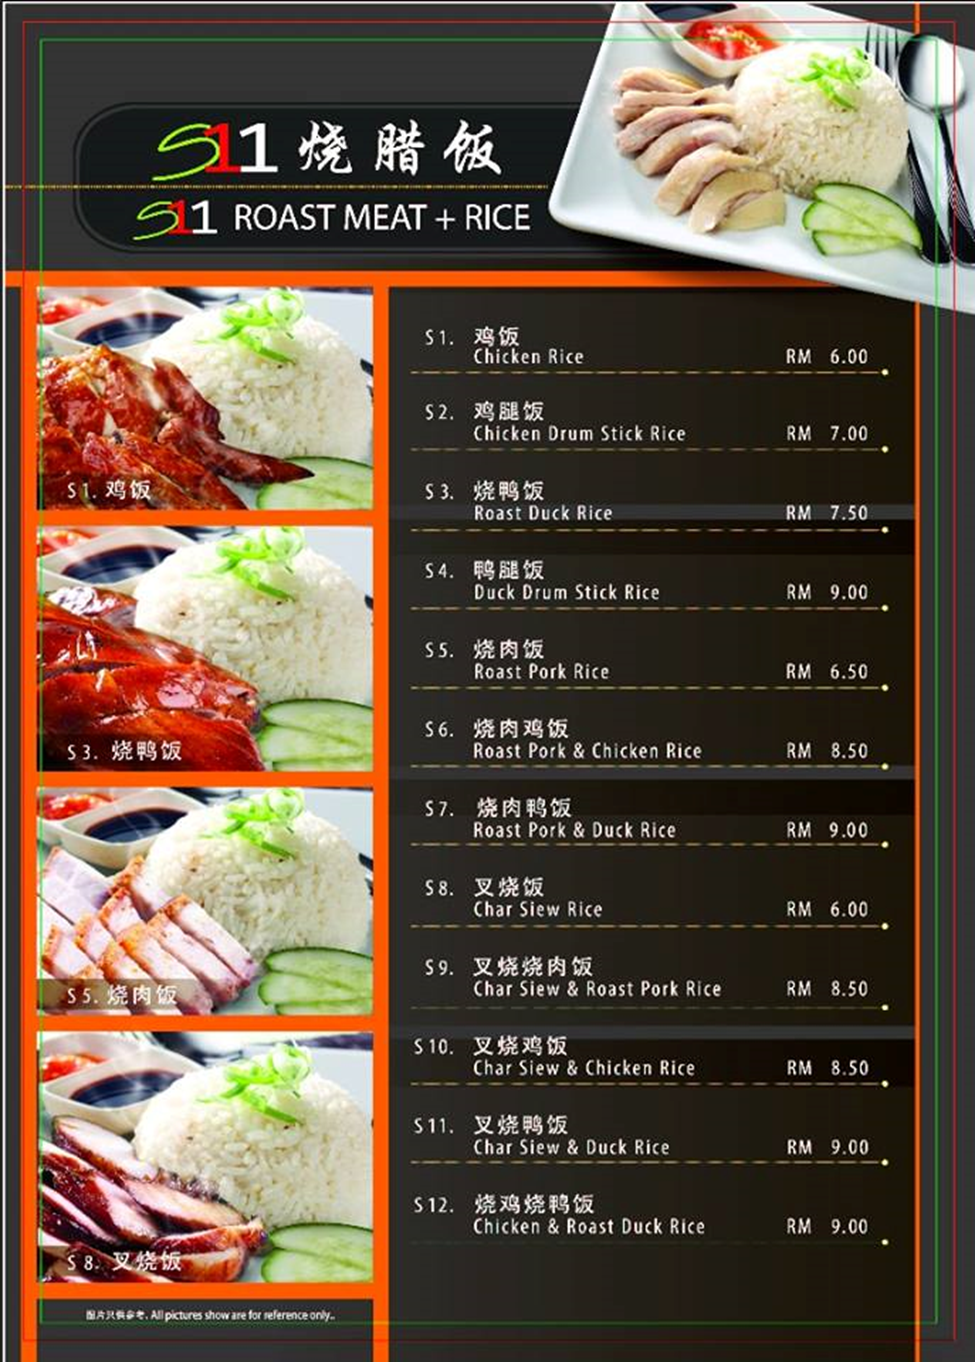 S11 烧腊饭
S11 ROAST MEAT + RICE
S1. 鸡饭
Chicken Rice RM 6.00
S2. 鸡腿饭
Chicken Drum Stick Rice RM 7.00
S3. 烧鸭饭
Roast Duck Rice RM 7.50
S4. 鸭腿饭
Duck Drum Stick Rice RM 9.00
S5. 烧肉饭
Roast Pork Rice RM 6.50
S6. 烧肉鸡饭
Roast Pork & Chicken Rice RM 8.50
S7. 烧肉鸭饭
Roast Pork & Duck Rice RM 9.00
S8. 叉烧饭
Char Siew Rice RM 6.00
S9. 叉烧烧肉饭
Char Siew & Roast Pork Rice RM 8.50
S10. 叉烧鸡饭
Char Siew & Chicken Rice RM 8.50
S11. 叉烧鸭饭
Char Siew & Duck Rice RM 9.00
S12. 烧鸡烧鸭饭
Chicken & Roast Duck Rice RM 9.00
S1. 鸡饭
S3. 烧鸭饭
S5. 烧肉饭
S8. 叉烧饭
图片只供参考. All pictures show are for reference only..